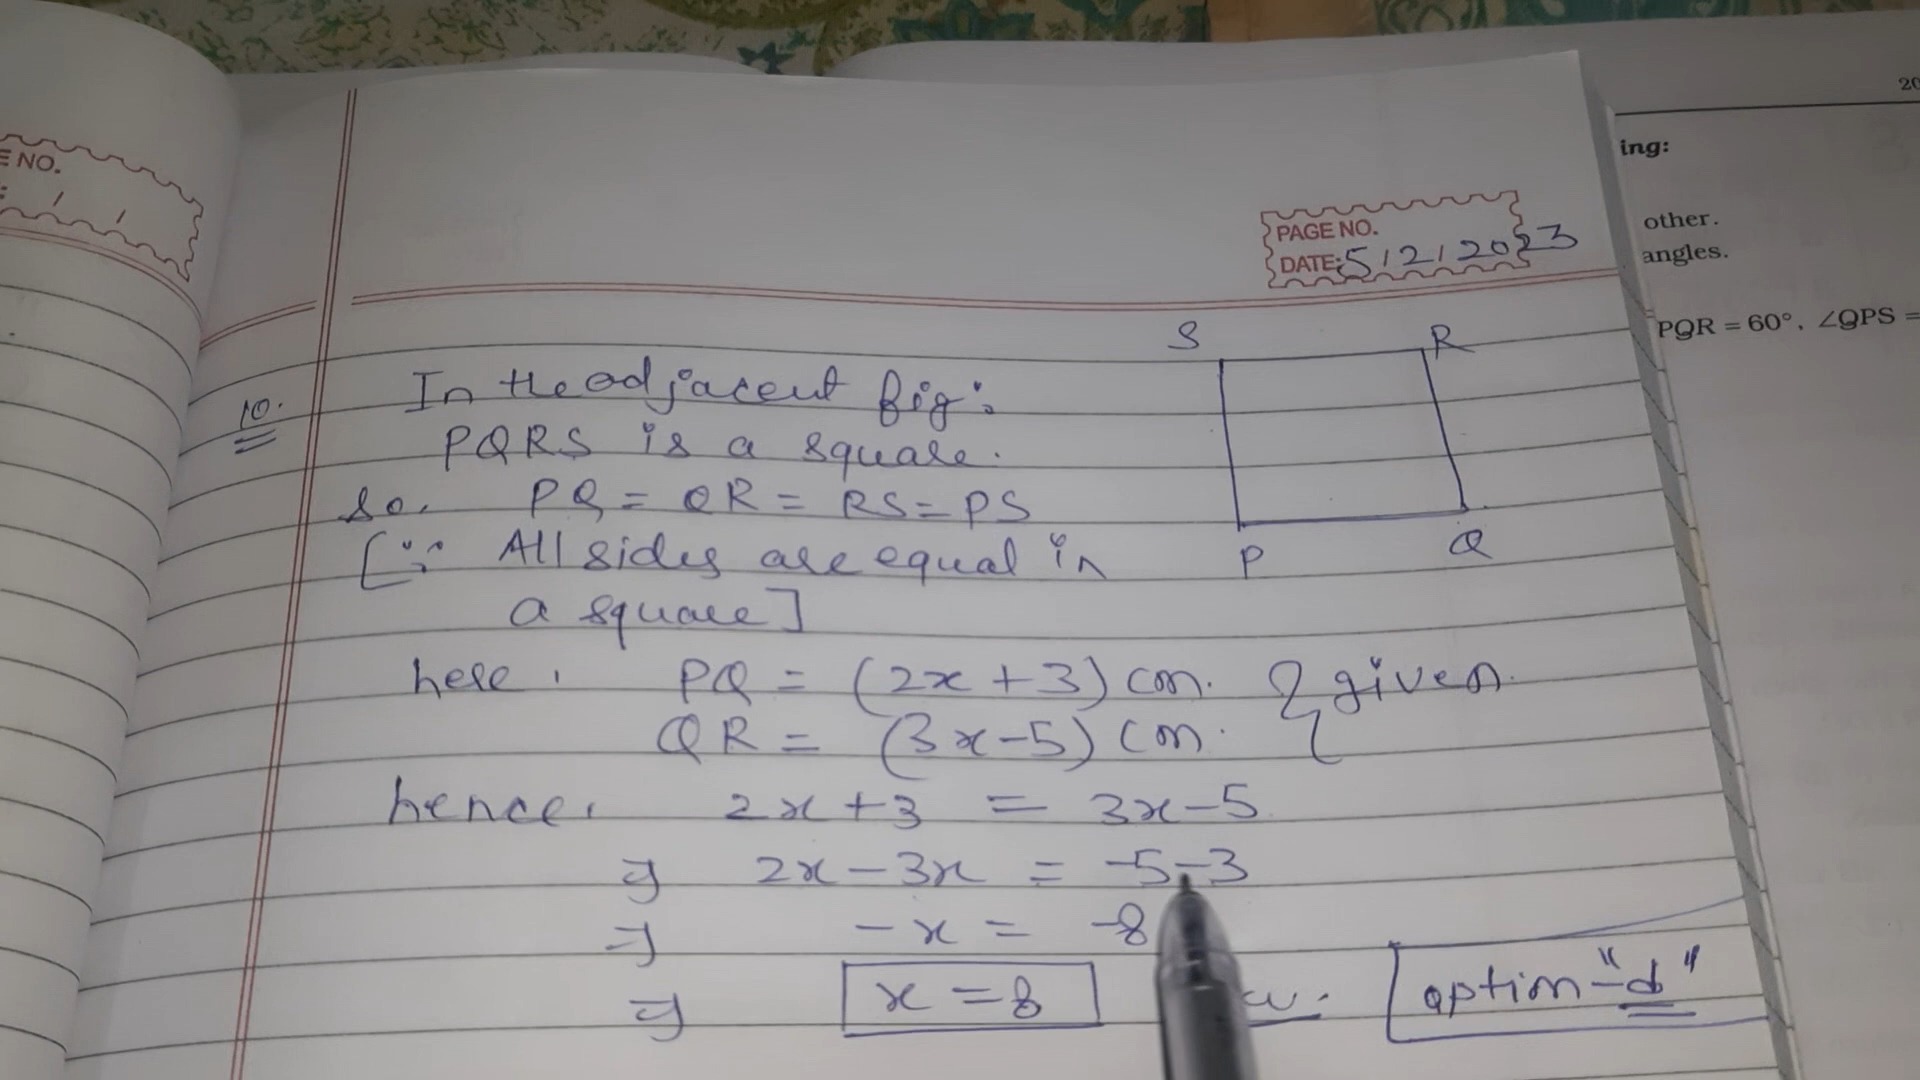 E NO.
/ /
PAGE NO.
DATE: 5/2/2023
20
ing:
other.
angles.
PQR = 60°, ∠QPS =
S R
P Q
10. In the adjacent fig:
PQRS is a square.
So, PQ = QR = RS = PS
[∵ All sides are equal in
a square]
here, PQ = (2x+3) cm. } given.
QR = (3x-5) cm.
hence, 2x+3 = 3x-5
⇒ 2x-3x = -5-3
⇒ -x = -8
⇒ x = 8
option-"d"